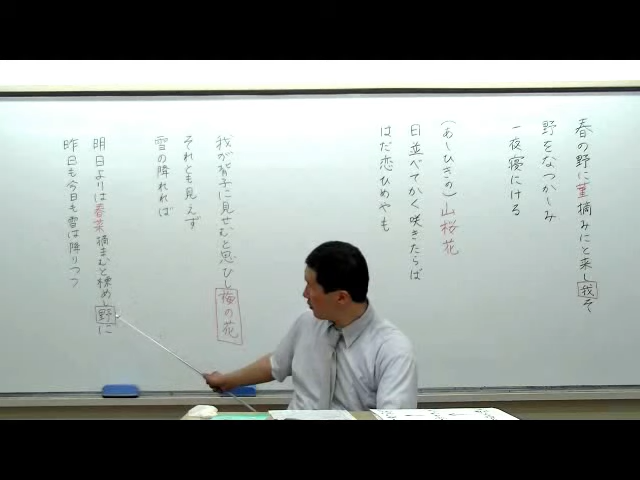 春の野に菫摘みにと来し我そ
野をなつかしみ
一夜寝にける
(あしひきの)山桜花
日並べてかく咲きたらば
はだ恋ひめやも
我が背子に見せむと思ひし梅の花
それとも見えず
雪の降れれば
明日よりは春菜摘まむと標めし野に
昨日も今日も雪は降りつつ